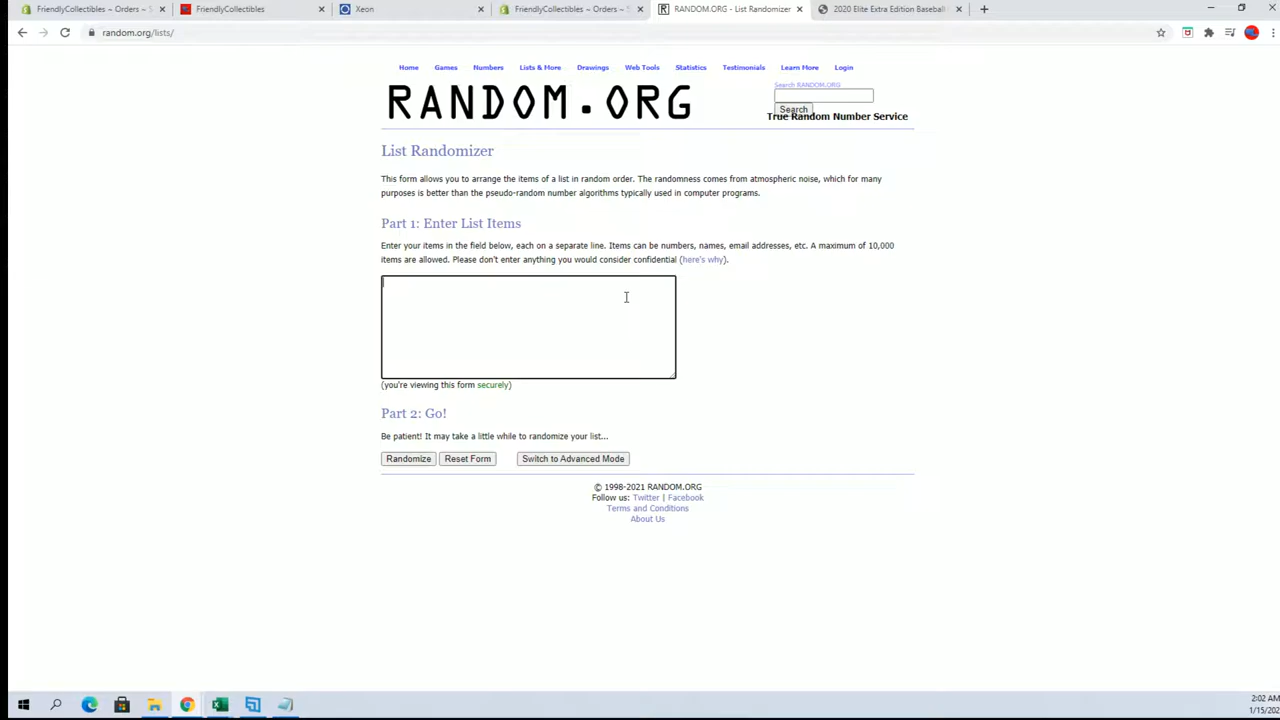 FriendlyCollectibles ~ Orders ~ S
FriendlyCollectibles
Xeon
FriendlyCollectibles ~ Orders ~ S
RANDOM.ORG - List Randomizer
2020 Elite Extra Edition Baseball
random.org/lists/
Home Games Numbers Lists & More Drawings Web Tools Statistics Testimonials Learn More Login
RANDOM.ORG
Search RANDOM.ORG
Search
True Random Number Service
List Randomizer
This form allows you to arrange the items of a list in random order. The randomness comes from atmospheric noise, which for many
purposes is better than the pseudo-random number algorithms typically used in computer programs.
Part 1: Enter List Items
Enter your items in the field below, each on a separate line. Items can be numbers, names, email addresses, etc. A maximum of 10,000
items are allowed. Please don't enter anything you would consider confidential (here's why).
(you're viewing this form securely)
Part 2: Go!
Be patient! It may take a little while to randomize your list...
Randomize Reset Form Switch to Advanced Mode
© 1998-2021 RANDOM.ORG
Follow us: Twitter | Facebook
Terms and Conditions
About Us
2:02 AM
1/15/202